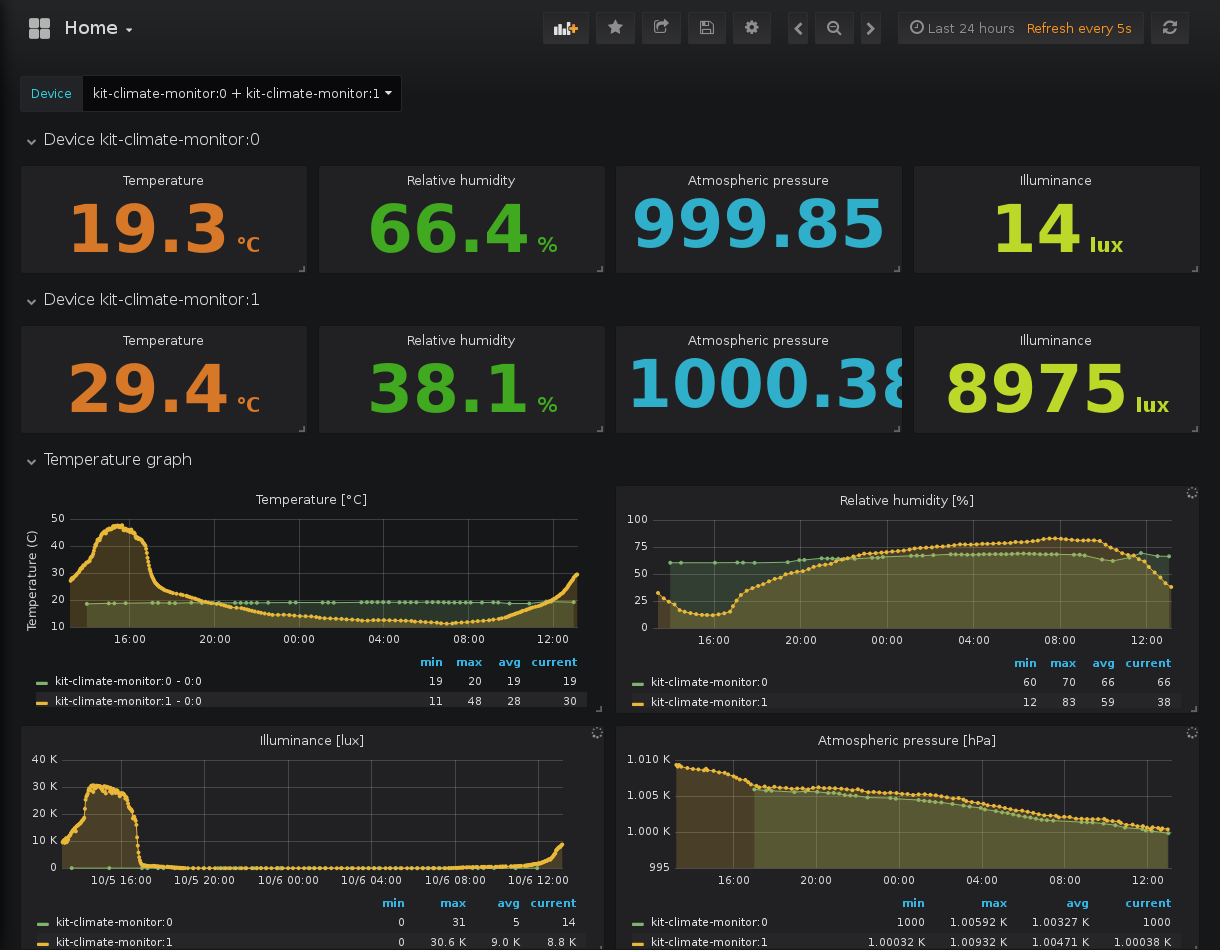 Home
Last 24 hours Refresh every 5s
Device kit-climate-monitor:0 + kit-climate-monitor:1
Device kit-climate-monitor:0
Temperature Relative humidity Atmospheric pressure Illuminance
19.3 °C 66.4 % 999.85 14 lux
Device kit-climate-monitor:1
Temperature Relative humidity Atmospheric pressure Illuminance
29.4 °C 38.1 % 1000.38 8975 lux
Temperature graph
Temperature [°C]
Temperature (C)
50
40
30
20
10
16:00 20:00 00:00 04:00 08:00 12:00
min max avg current
kit-climate-monitor:0 - 0:0 19 20 19 19
kit-climate-monitor:1 - 0:0 11 48 28 30
Relative humidity [%]
100
75
50
25
0
16:00 20:00 00:00 04:00 08:00 12:00
min max avg current
kit-climate-monitor:0 60 70 66 66
kit-climate-monitor:1 12 83 59 38
Illuminance [lux]
40 K
30 K
20 K
10 K
0
10/5 16:00 10/5 20:00 10/6 00:00 10/6 04:00 10/6 08:00 10/6 12:00
min max avg current
kit-climate-monitor:0 0 31 5 14
kit-climate-monitor:1 0 30.6 K 9.0 K 8.8 K
Atmospheric pressure [hPa]
1.010 K
1.005 K
1.000 K
995
16:00 20:00 00:00 04:00 08:00 12:00
min max avg current
kit-climate-monitor:0 1000 1.00592 K 1.00327 K 1000
kit-climate-monitor:1 1.00032 K 1.00932 K 1.00471 K 1.00038 K